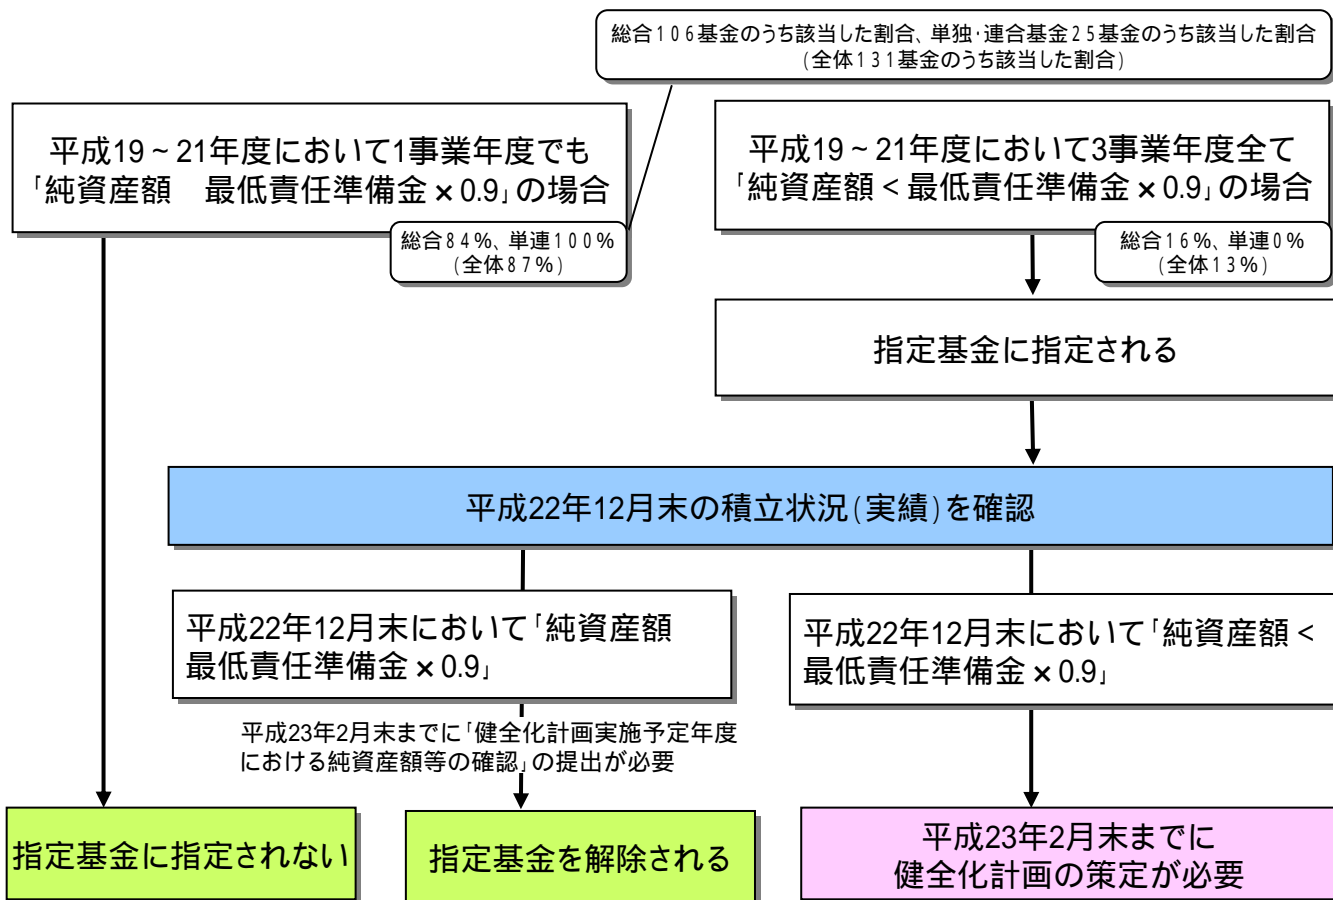 総合106基金のうち該当した割合、単独･連合基金25基金のうち該当した割合
(全体131基金のうち該当した割合)
平成19～21年度において1事業年度でも
｢純資産額　最低責任準備金×0.9｣の場合
総合84%、単連100%
(全体87%)
平成19～21年度において3事業年度全て
｢純資産額＜最低責任準備金×0.9｣の場合
総合16%、単連0%
(全体13%)
指定基金に指定される
平成22年12月末の積立状況(実績)を確認
平成22年12月末において｢純資産額
最低責任準備金×0.9｣
平成22年12月末において｢純資産額＜
最低責任準備金×0.9｣
平成23年2月末までに｢健全化計画実施予定年度
における純資産額等の確認｣の提出が必要
指定基金に指定されない
指定基金を解除される
平成23年2月末までに
健全化計画の策定が必要